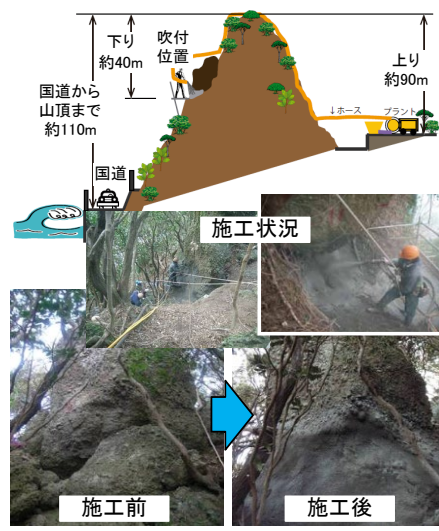 下り
約40m
吹付
位置
上り
約90m
国道から
山頂まで
約110m
↓ホース
プラント
国道
施工状況
施工前
施工後